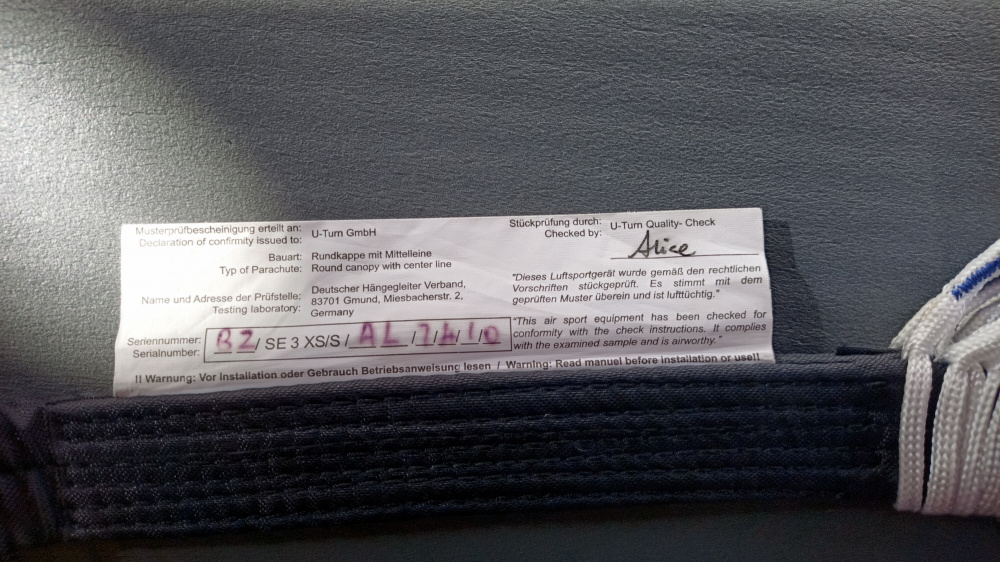 Musterprüfbescheinigung erteilt an: U-Turn GmbH
Declaration of confirmity issued to:
Bauart: Rundkappe mit Mittelleine
Typ of Parachute: Round canopy with center line
Name und Adresse der Prüfstelle: Deutscher Hängegleiter Verband,
Testing laboratory: 83701 Gmund, Miesbacherstr. 2,
Germany
Seriennummer:
Serialnumber: / SE 3 XS/S / AL /
Stückprüfung durch: U-Turn Quality- Check
Checked by: Alice
"Dieses Luftsportgerät wurde gemäß den rechtlichen
Vorschriften stückgeprüft. Es stimmt mit dem
geprüften Muster überein und ist lufttüchtig."
"This air sport equipment has been checked for
conformity with the check instructions. It complies
with the examined sample and is airworthy."
!! Warnung: Vor Installation oder Gebrauch Betriebsanweisung lesen / Warning: Read manuel before installation or use!!